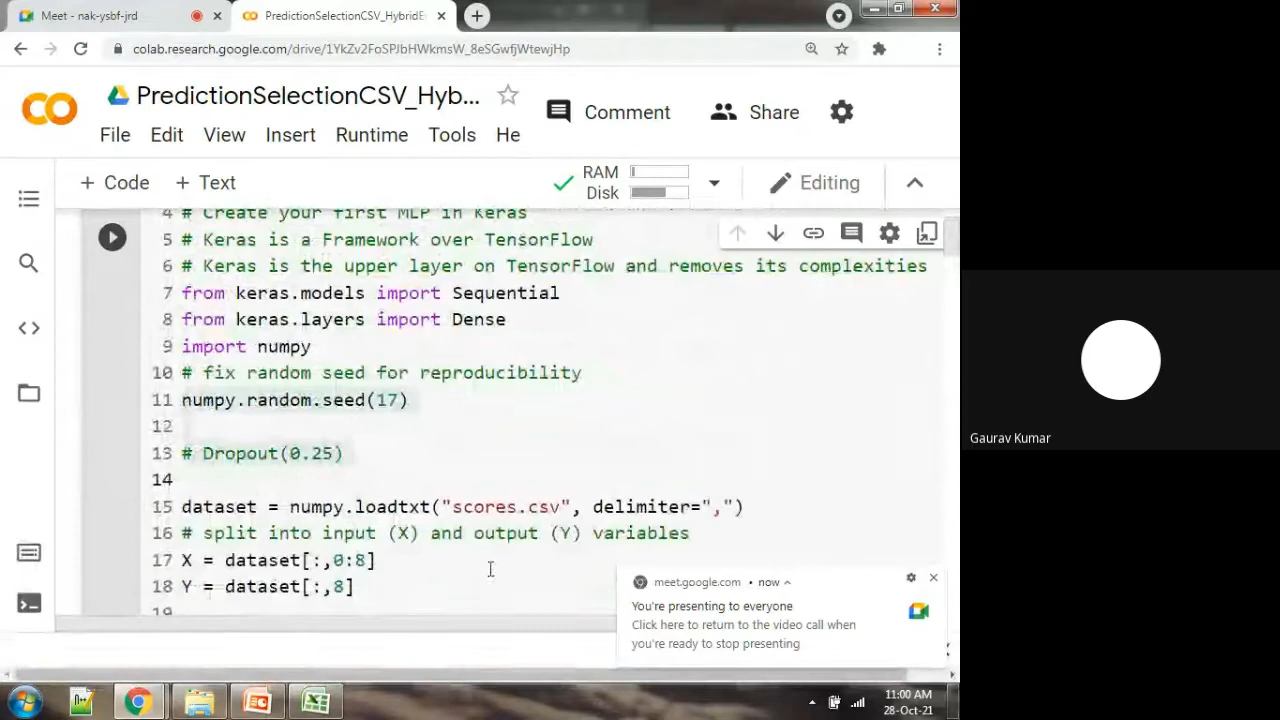 Meet - nak-ysbf-jrd
PredictionSelectionCSV_HybridE
colab.research.google.com/drive/1YkZv2FoSPJbHWkmsW_8eSGwfjWtewjHp
PredictionSelectionCSV_Hyb...
Comment
Share
File Edit View Insert Runtime Tools He
+ Code + Text
RAM
Disk
Editing
4 # Create your first MLP in Keras
5 # Keras is a Framework over TensorFlow
6 # Keras is the upper layer on TensorFlow and removes its complexities
7 from keras.models import Sequential
8 from keras.layers import Dense
9 import numpy
10 # fix random seed for reproducibility
11 numpy.random.seed(17)
12
13 # Dropout(0.25)
14
15 dataset = numpy.loadtxt("scores.csv", delimiter=",")
16 # split into input (X) and output (Y) variables
17 X = dataset[:,0:8]
18 Y = dataset[:,8]
19
meet.google.com • now
You're presenting to everyone
Click here to return to the video call when
you're ready to stop presenting
Gaurav Kumar
11:00 AM
28-Oct-21